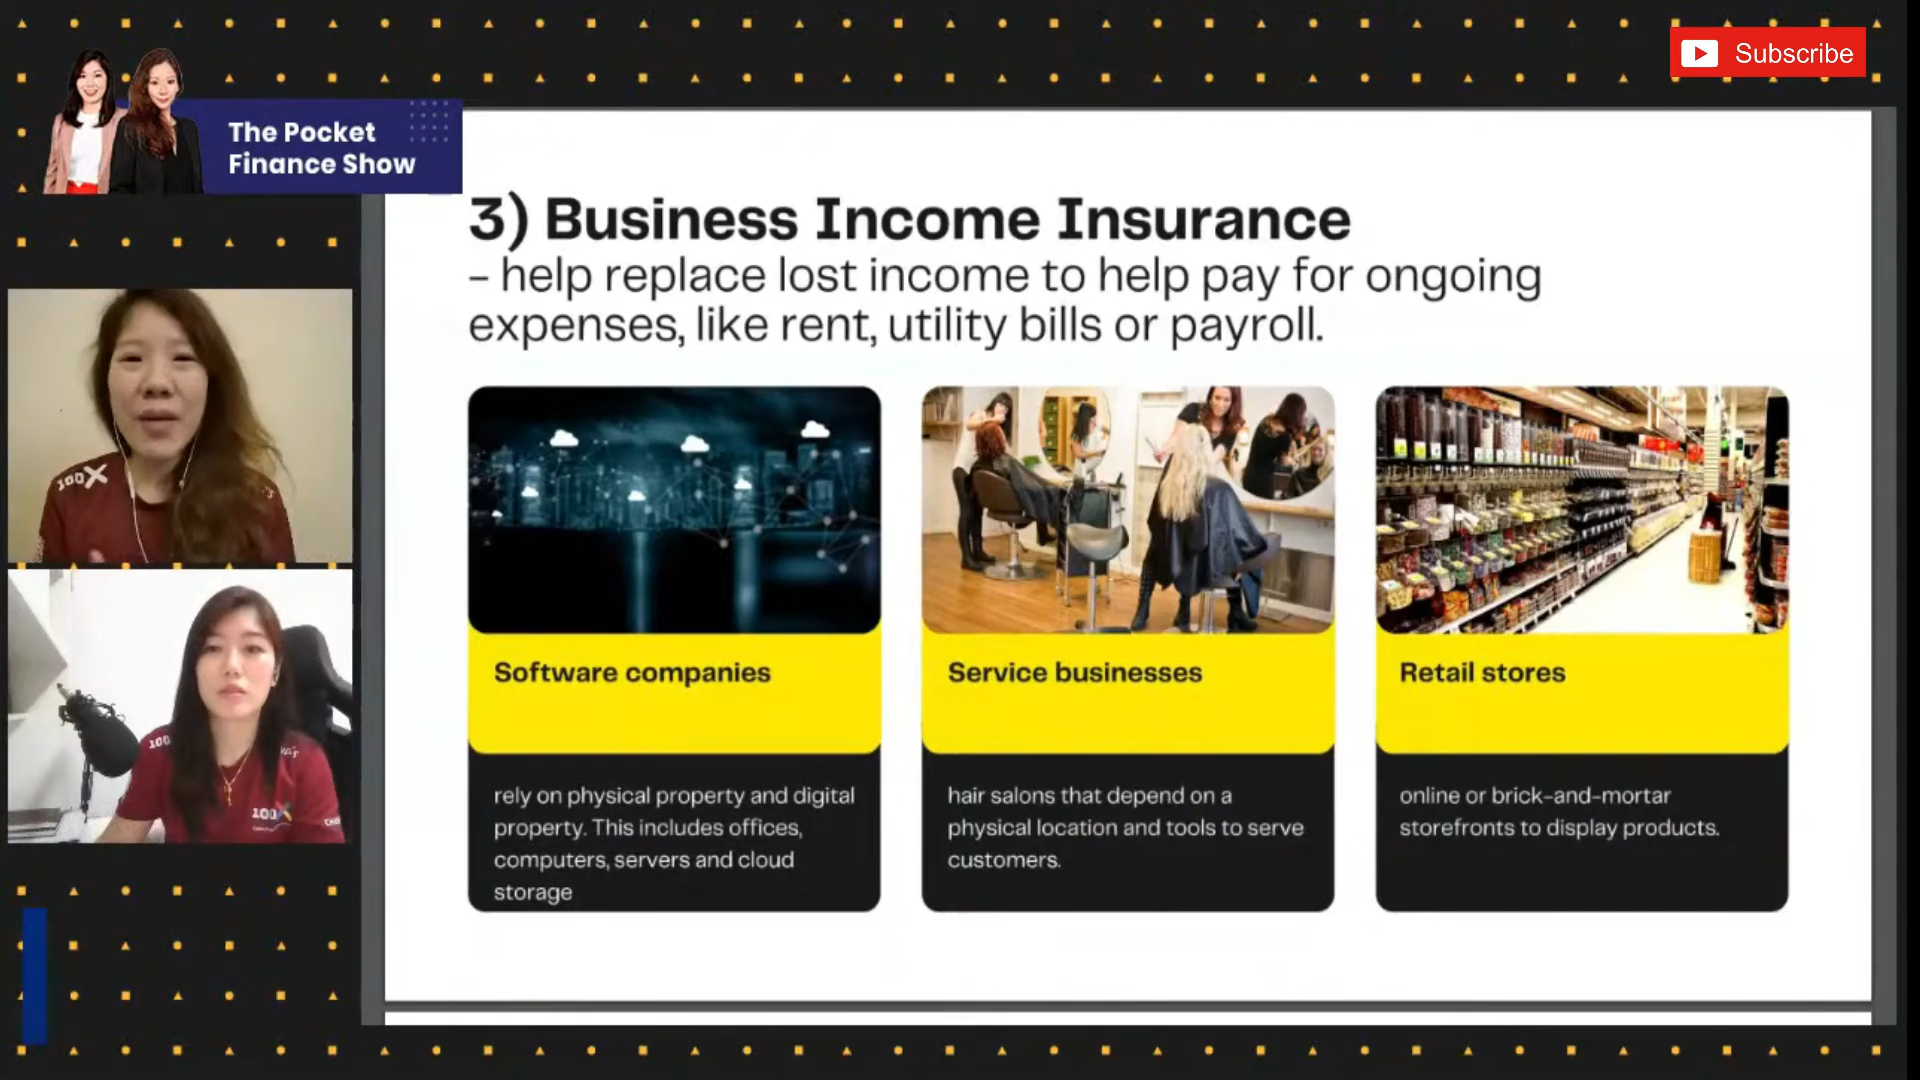 Subscribe
The Pocket
Finance Show
3) Business Income Insurance
– help replace lost income to help pay for ongoing
expenses, like rent, utility bills or payroll.
100X
100
100X
Software companies
rely on physical property and digital
property. This includes offices,
computers, servers and cloud
storage
Service businesses
hair salons that depend on a
physical location and tools to serve
customers.
Retail stores
online or brick-and-mortar
storefronts to display products.